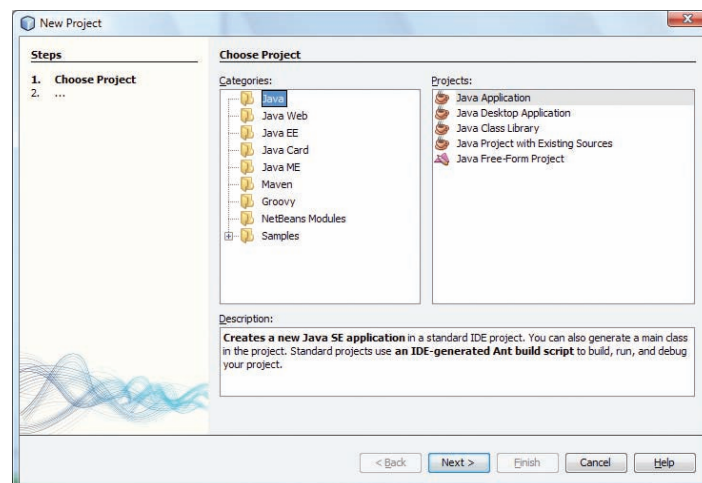 New Project
Steps
1. Choose Project
2. ...
Choose Project
Categories:
Java
Java Web
Java EE
Java Card
Java ME
Maven
Groovy
NetBeans Modules
Samples
Projects:
Java Application
Java Desktop Application
Java Class Library
Java Project with Existing Sources
Java Free-Form Project
Description:
Creates a new Java SE application in a standard IDE project. You can also generate a main class
in the project. Standard projects use an IDE-generated Ant build script to build, run, and debug
your project.
< Back Next > Finish Cancel Help